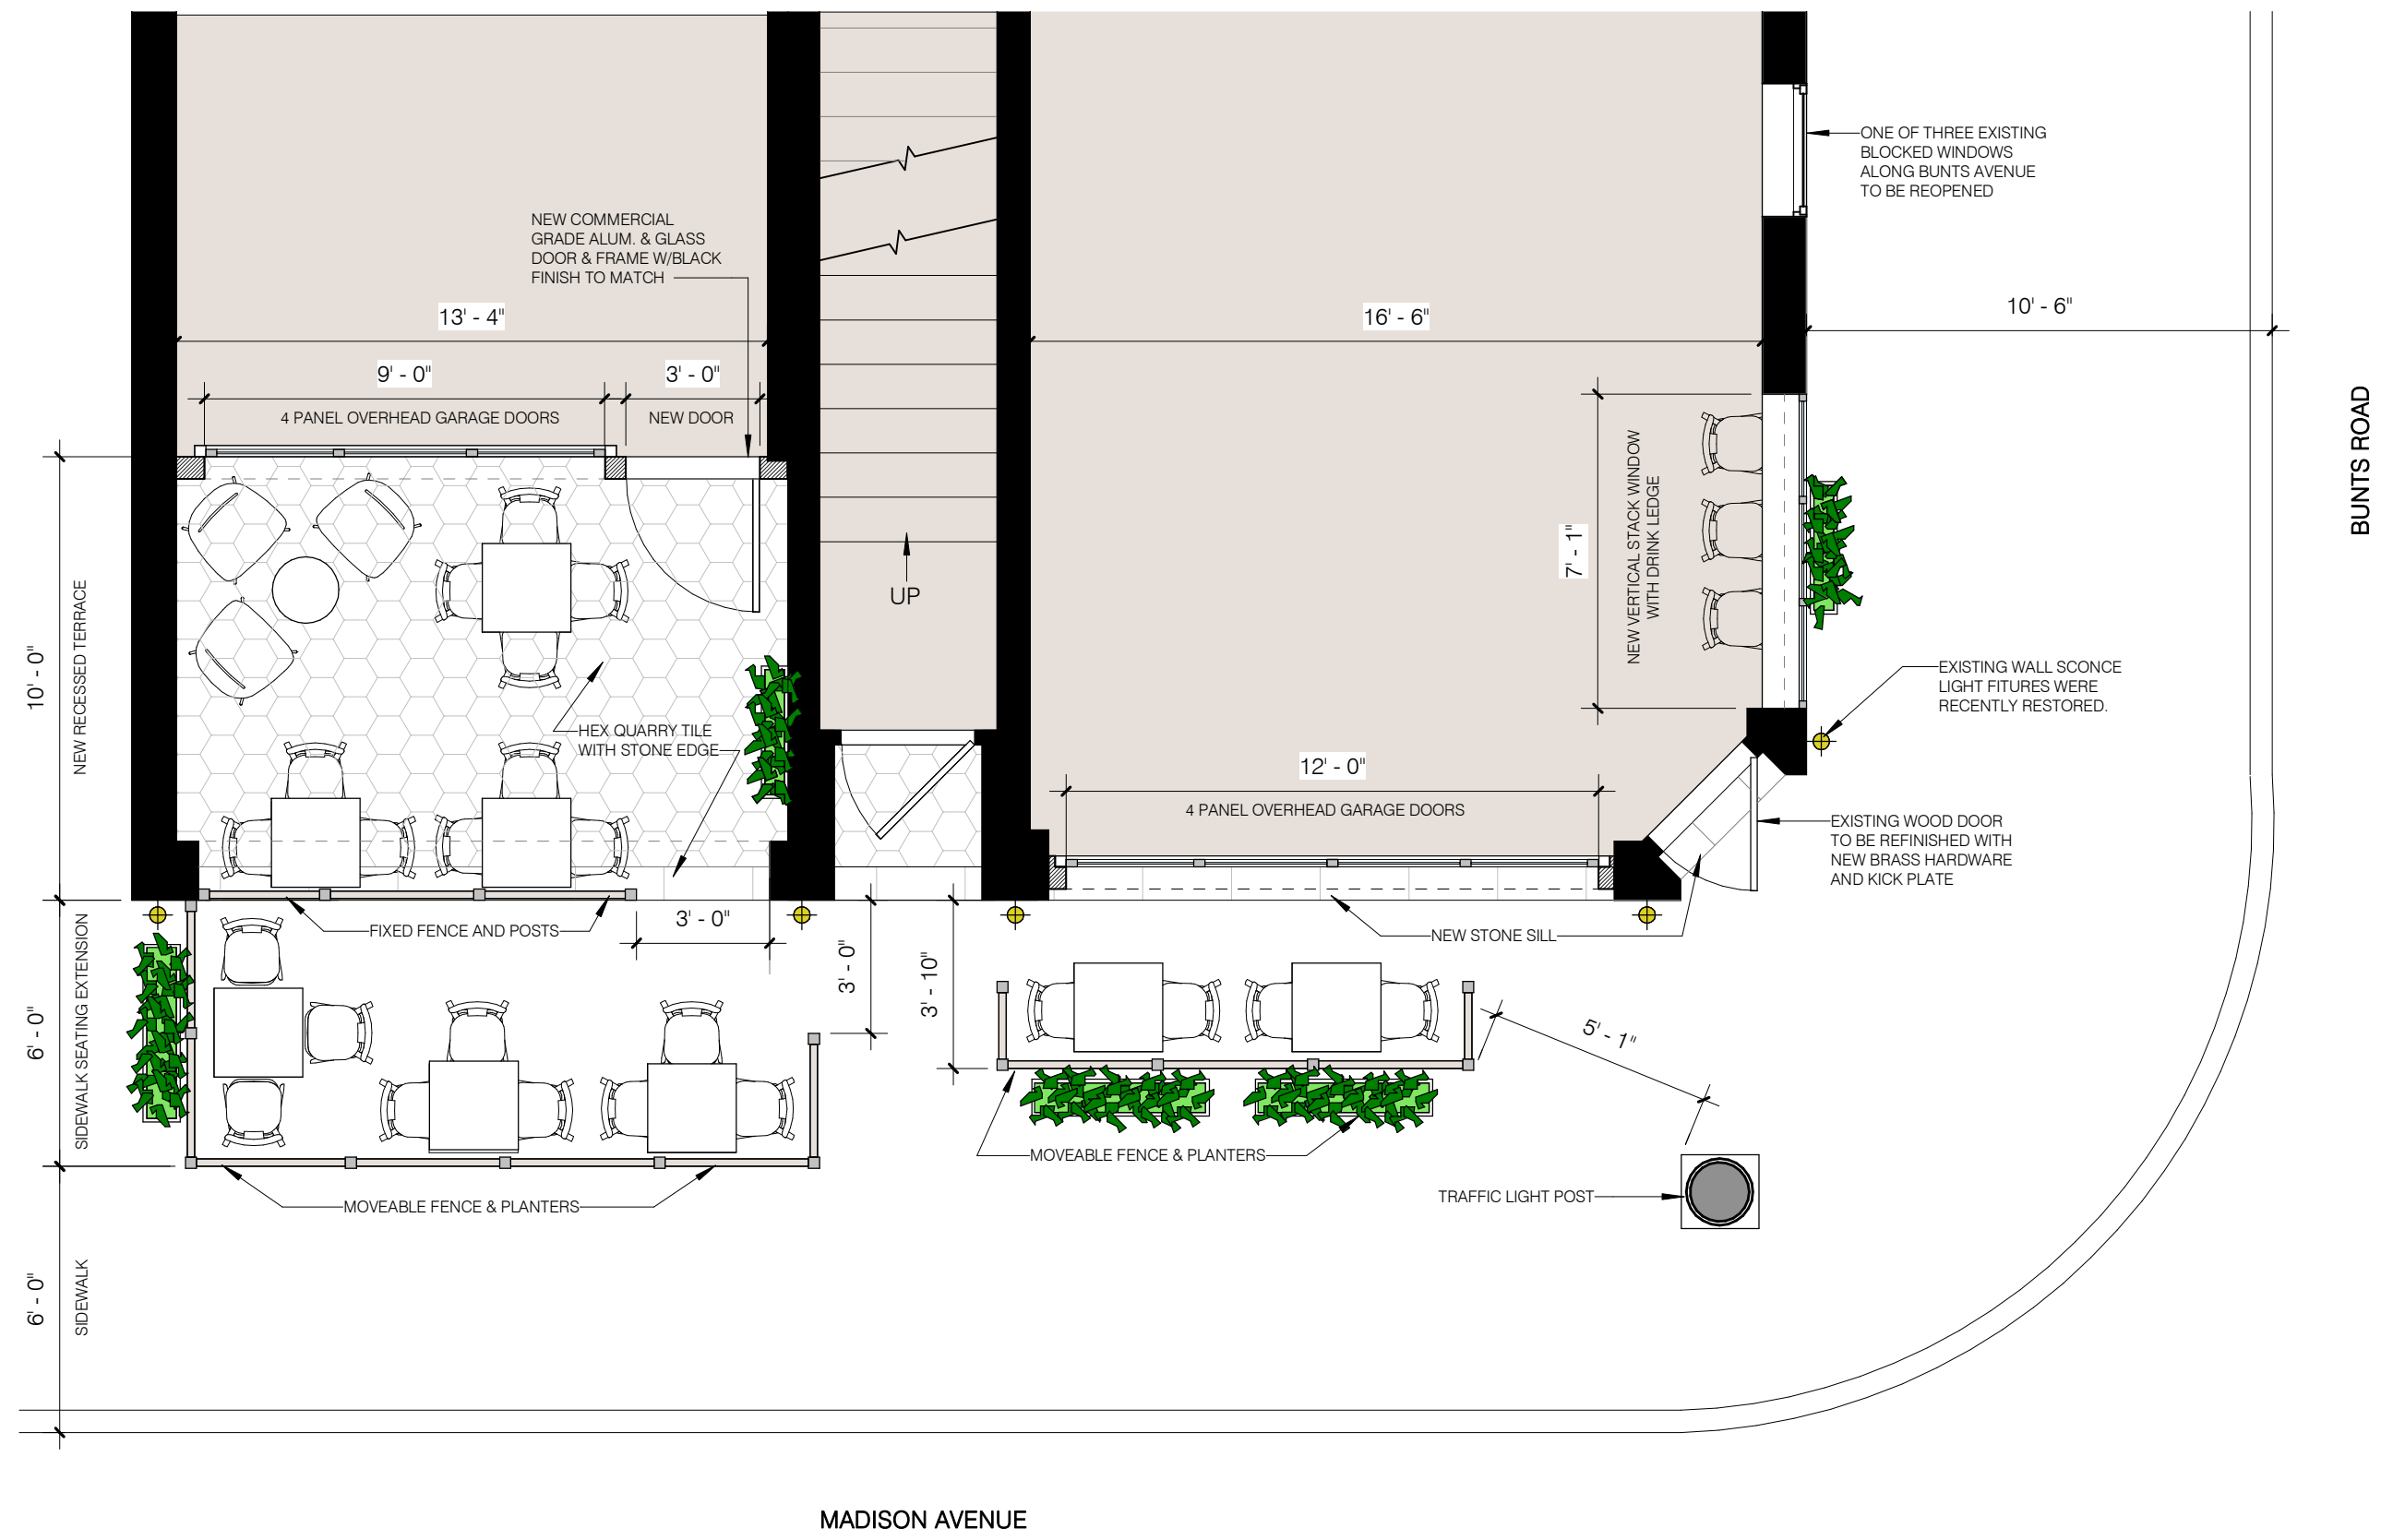 ONE OF THREE EXISTING
BLOCKED WINDOWS
ALONG BUNTS AVENUE
TO BE REOPENED
NEW COMMERCIAL
GRADE ALUM. & GLASS
DOOR & FRAME W/BLACK
FINISH TO MATCH
13' - 4"
16' - 6"
10' - 6"
9' - 0"
3' - 0"
4 PANEL OVERHEAD GARAGE DOORS
NEW DOOR
BUNTS ROAD
7' - 1"
NEW VERTICAL STACK WINDOW
WITH DRINK LEDGE
UP
10' - 0"
NEW RECESSED TERRACE
EXISTING WALL SCONCE
LIGHT FITURES WERE
RECENTLY RESTORED.
HEX QUARRY TILE
WITH STONE EDGE
12' - 0"
4 PANEL OVERHEAD GARAGE DOORS
EXISTING WOOD DOOR
TO BE REFINISHED WITH
NEW BRASS HARDWARE
AND KICK PLATE
FIXED FENCE AND POSTS
3' - 0"
NEW STONE SILL
3' - 0"
3' - 10"
6' - 0"
SIDEWALK SEATING EXTENSION
5' - 1"
MOVEABLE FENCE & PLANTERS
TRAFFIC LIGHT POST
MOVEABLE FENCE & PLANTERS
6' - 0"
SIDEWALK
MADISON AVENUE